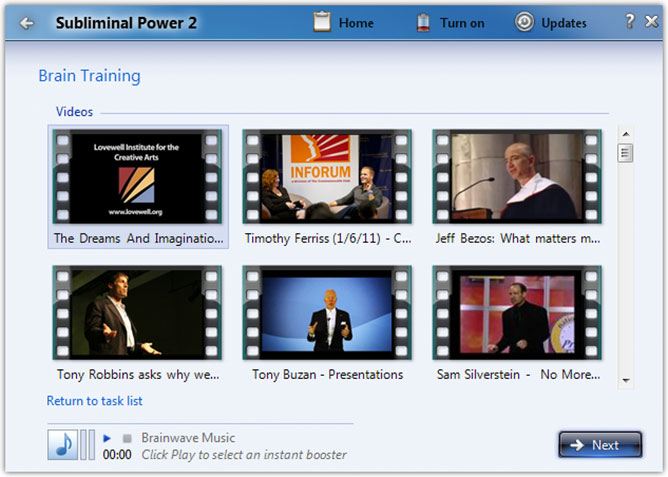 Subliminal Power 2
Home
Turn on
Updates
?
Brain Training
Videos
Lovewell Institute for the
Creative Arts
www.lovewell.org
INFORUM
The Dreams And Imaginatio...
Timothy Ferriss (1/6/11) - C...
Jeff Bezos: What matters m...
Tony Robbins asks why we...
Tony Buzan - Presentations
Sam Silverstein - No More...
Return to task list
Brainwave Music
00:00
Click Play to select an instant booster
Next